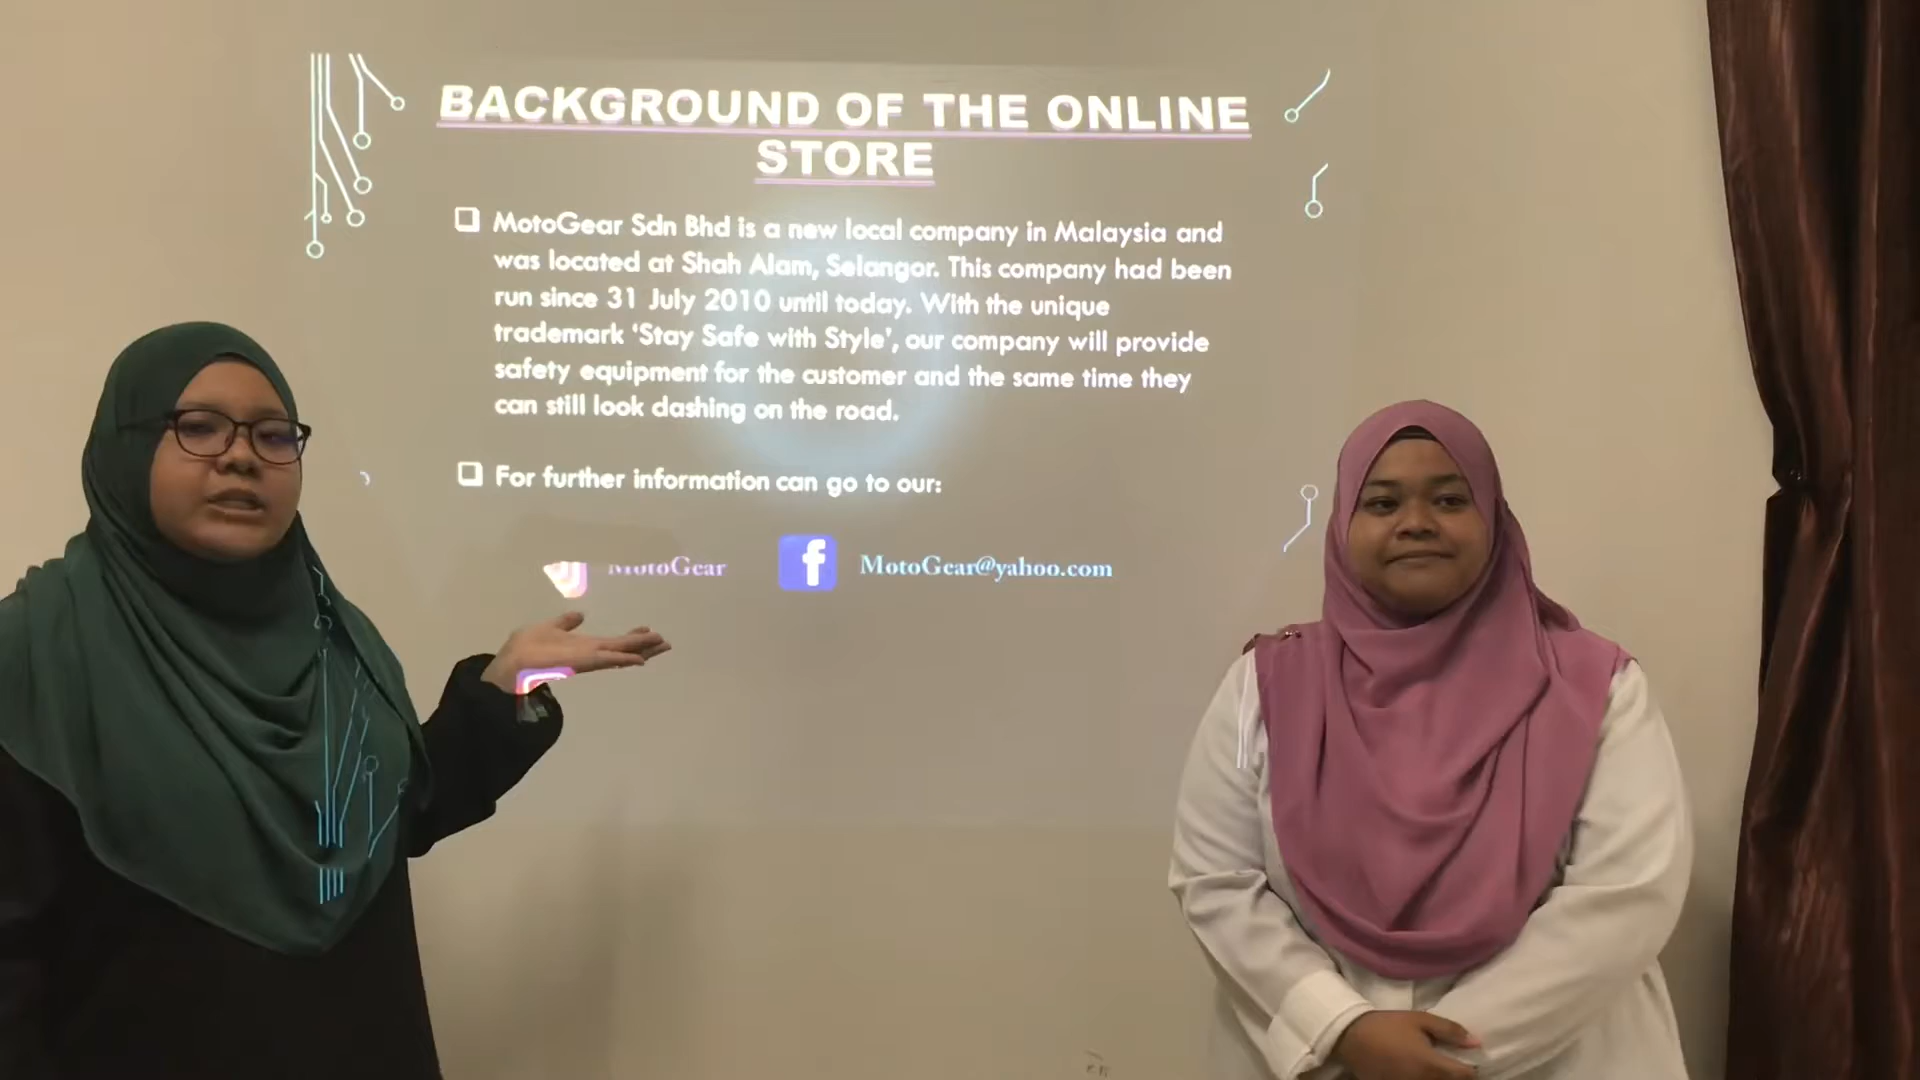 BACKGROUND OF THE ONLINE
STORE
MotoGear Sdn Bhd is a new local company in Malaysia and
was located at Shah Alam, Selangor. This company had been
run since 31 July 2010 until today. With the unique
trademark ‘Stay Safe with Style’, our company will provide
safety equipment for the customer and the same time they
can still look dashing on the road.
For further information can go to our:
MotoGear f MotoGear@yahoo.com